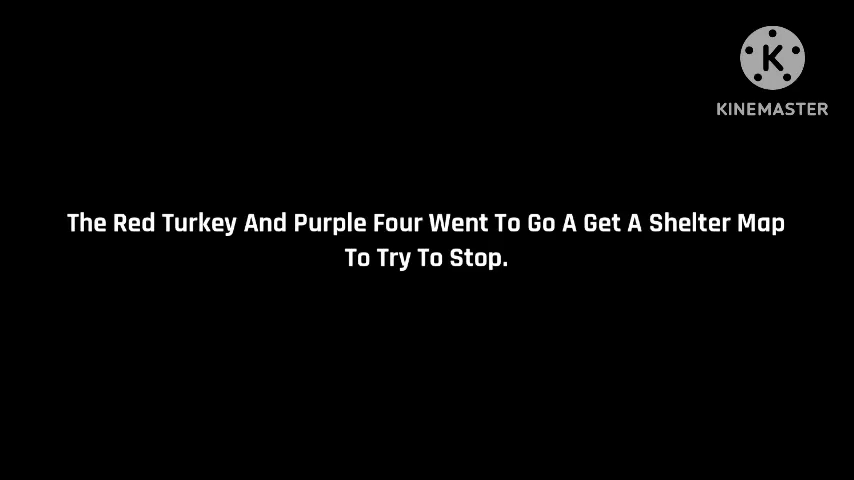 KINEMASTER
The Red Turkey And Purple Four Went To Go A Get A Shelter Map
To Try To Stop.